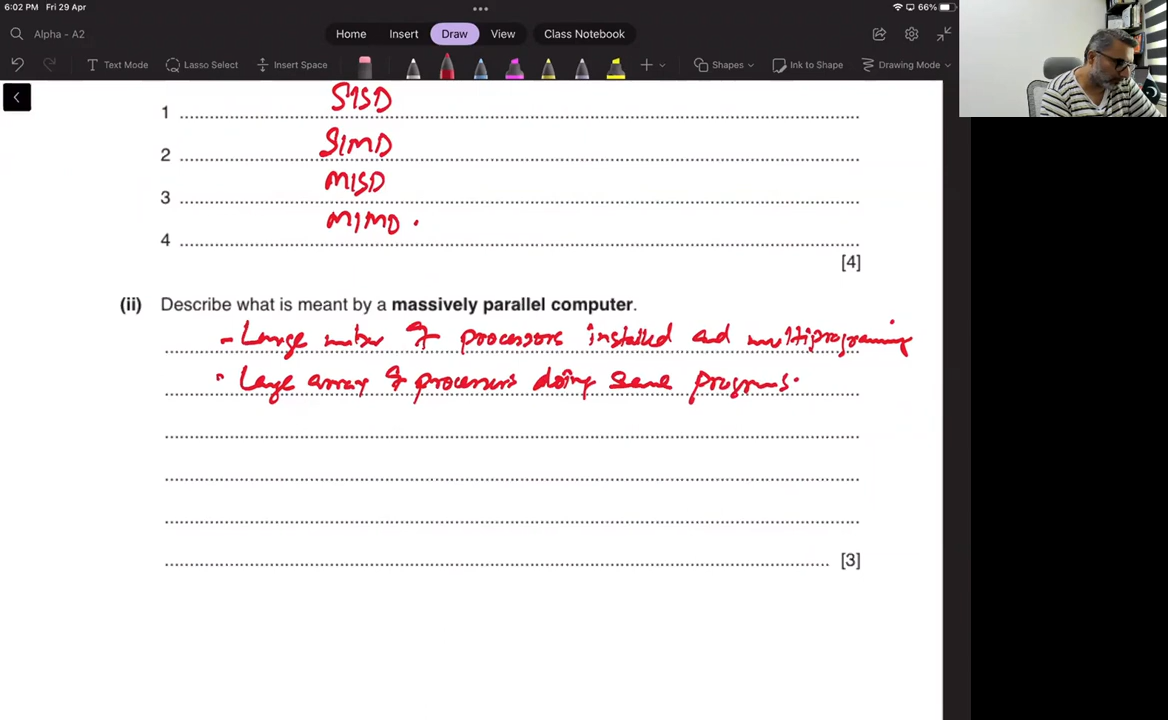 6:02 PM Fri 29 Apr
66%
Alpha - A2
Home Insert Draw View Class Notebook
Text Mode Lasso Select Insert Space Shapes Ink to Shape Drawing Mode
1 SISD
2 SIMD
3 MISD
4 MIMD .
[4]
(ii) Describe what is meant by a massively parallel computer.
- Large number of processors installed and multiprograming
- Large array of processors doing same programs.
[3]